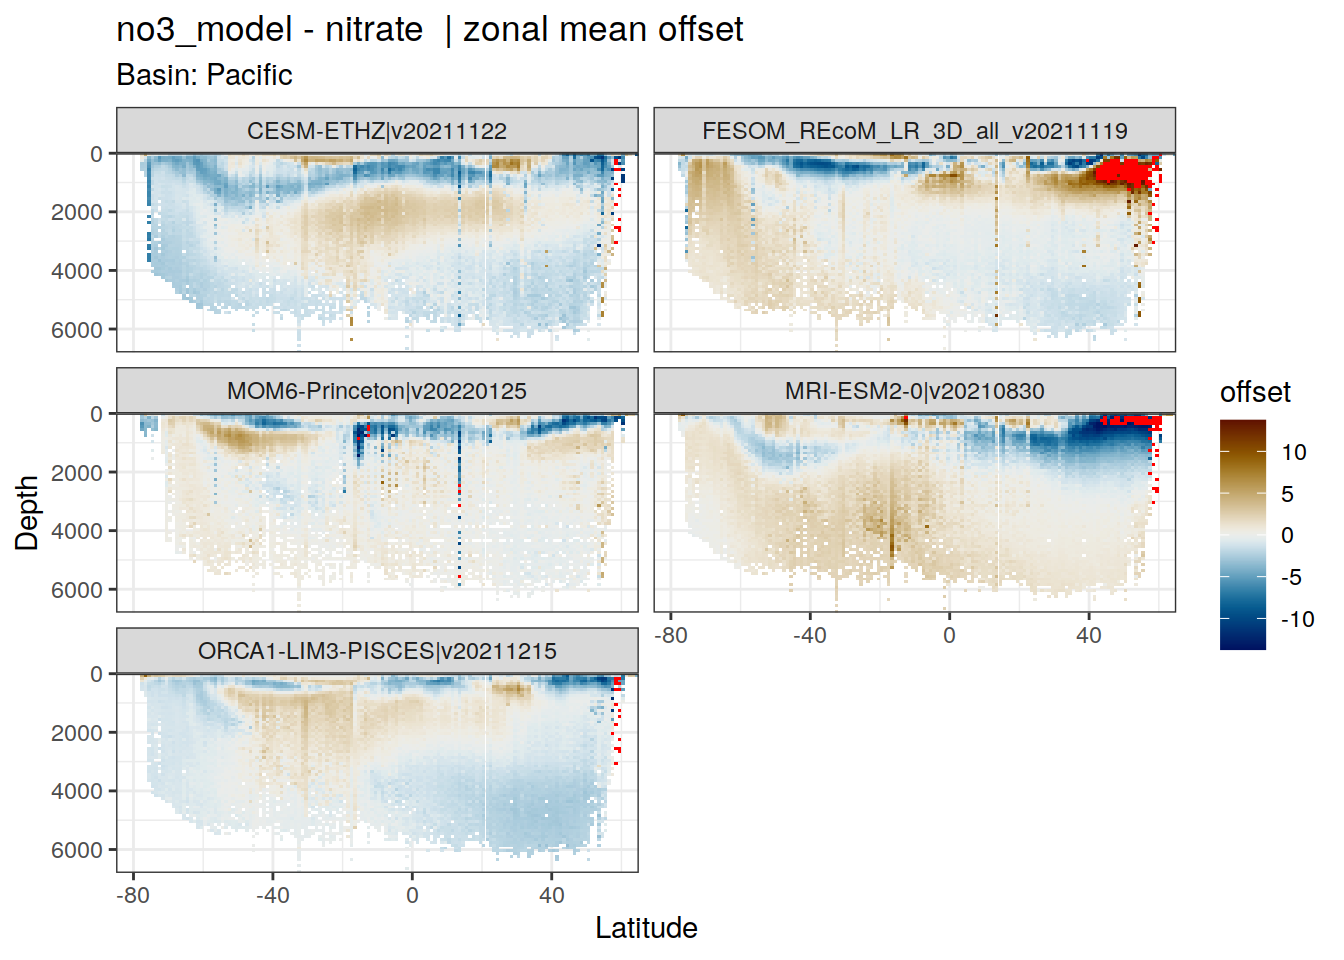 no3_model - nitrate  | zonal mean offset
Basin: Pacific
CESM-ETHZ|v20211122
FESOM_REcoM_LR_3D_all_v20211119
0
2000
4000
6000
MOM6-Princeton|v20220125
MRI-ESM2-0|v20210830
0
2000
4000
6000
-80
-40
0
40
ORCA1-LIM3-PISCES|v20211215
0
2000
4000
6000
-80
-40
0
40
Depth
Latitude
offset
10
5
0
-5
-10